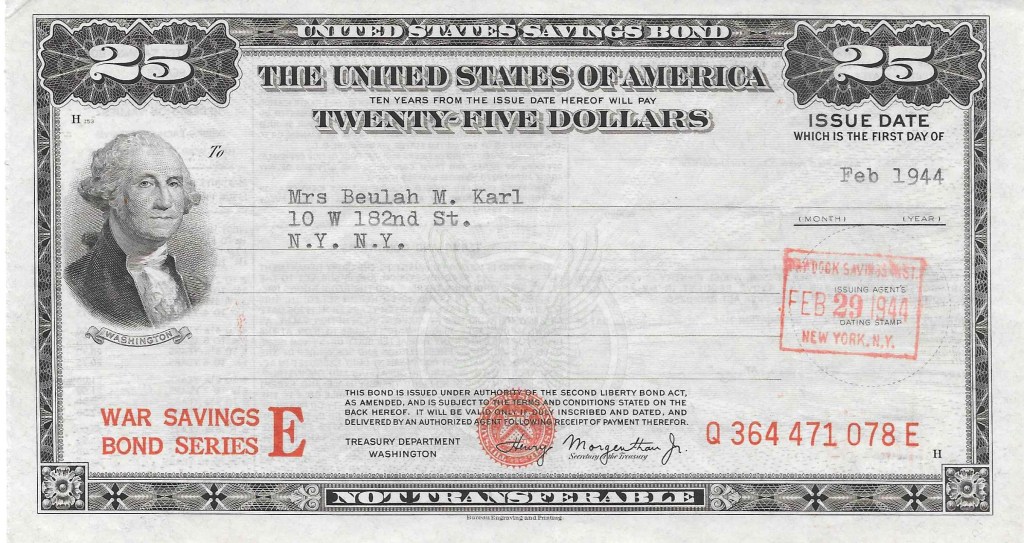 UNITED STATES SAVINGS BOND
25 25
THE UNITED STATES OF AMERICA
TEN YEARS FROM THE ISSUE DATE HEREOF WILL PAY
TWENTY-FIVE DOLLARS
ISSUE DATE
WHICH IS THE FIRST DAY OF
H
To
Feb 1944
Mrs Beulah M. Karl
10 W 182nd St.
N.Y. N.Y.
(MONTH) (YEAR)
SAVINGS INST.
ISSUING AGENT'S
FEB 29 1944
DATING STAMP
NEW YORK, N.Y.
WASHINGTON
WAR SAVINGS
BOND SERIES E
THIS BOND IS ISSUED UNDER AUTHORITY OF THE SECOND LIBERTY BOND ACT,
AS AMENDED, AND IS SUBJECT TO THE TERMS AND CONDITIONS STATED ON THE
BACK HEREOF. IT WILL BE VALID ONLY IF DULY INSCRIBED AND DATED, AND
DELIVERED BY AN AUTHORIZED AGENT FOLLOWING RECEIPT OF PAYMENT THEREFOR.
TREASURY DEPARTMENT
WASHINGTON
Henry Morgenthau Jr.
Secretary of the Treasury
Q 364 471 078 E
H
NOT TRANSFERABLE
Bureau Engraving and Printing